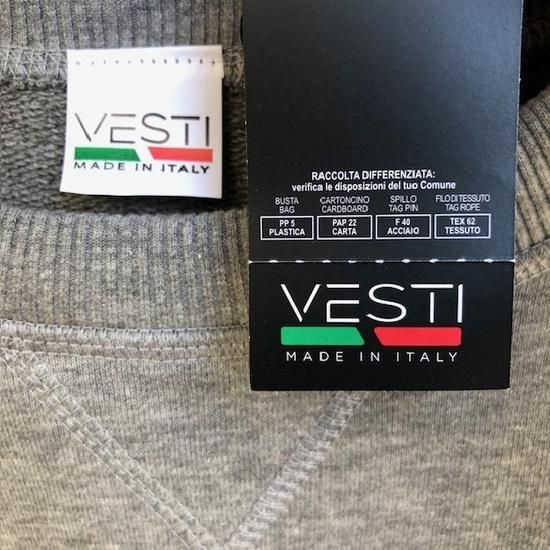 VESTI
MADE IN ITALY
RACCOLTA DIFFERENZIATA:
verifica le disposizioni del tuo Comune
BUSTA BAG
CARTONCINO CARDBOARD
SPILLO TAG PIN
FILO DI TESSUTO TAG ROPE
PP 5 PLASTICA
PAP 22 CARTA
F 40 ACCIAIO
TEX 62 TESSUTO
VESTI
MADE IN ITALY